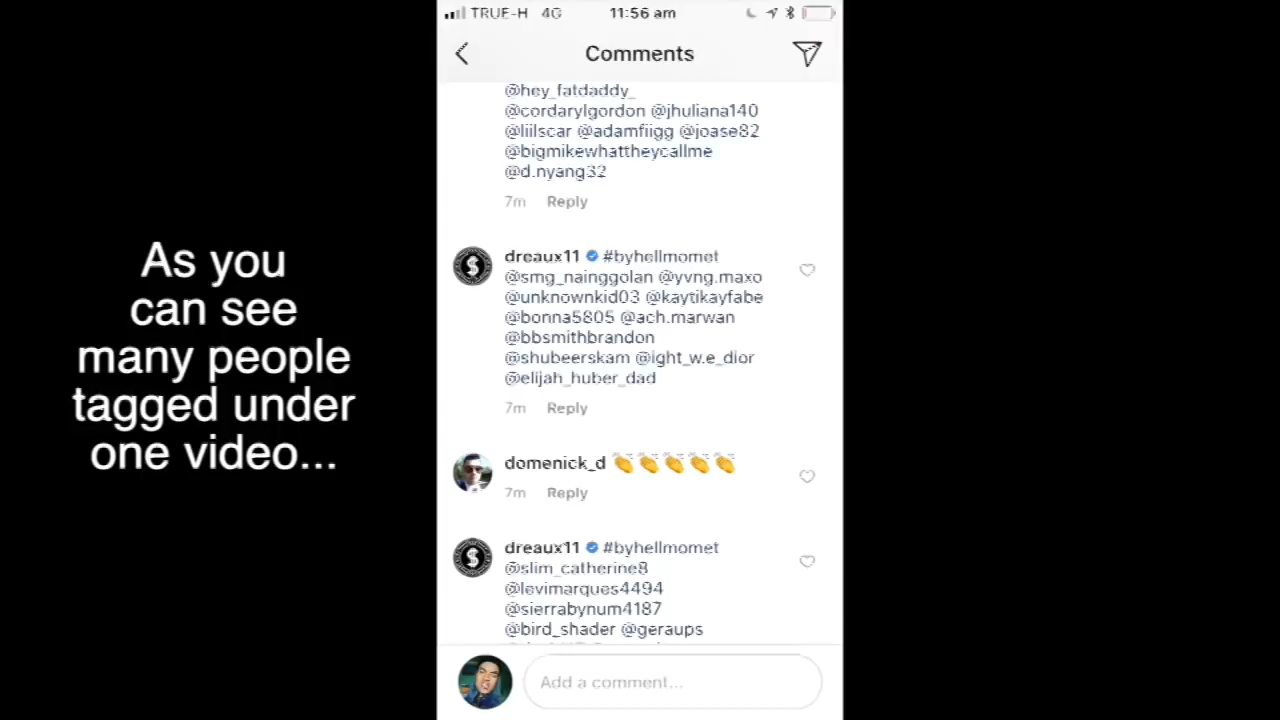 TRUE-H 4G 11:56 am
Comments
@hey_fatdaddy_
@cordarylgordon @jhuliana140
@liilscar @adamfiigg @joase82
@bigmikewhattheycallme
@d.nyang32
7m Reply
dreaux11 #byhellmomet
@smg_nainggolan @yvng.maxo
@unknownkid03 @kaytikayfabe
@bonna5805 @ach.marwan
@bbsmithbrandon
@shubeerskam @ight_w.e_dior
@elijah_huber_dad
7m Reply
domenick_d 👏👏👏👏👏
7m Reply
dreaux11 #byhellmomet
@slim_catherine8
@levimarques4494
@sierrabynum4187
@bird_shader @geraups
Add a comment...
As you
can see
many people
tagged under
one video...